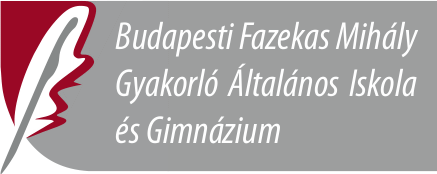 Budapesti Fazekas Mihály
Gyakorló Általános Iskola
és Gimnázium